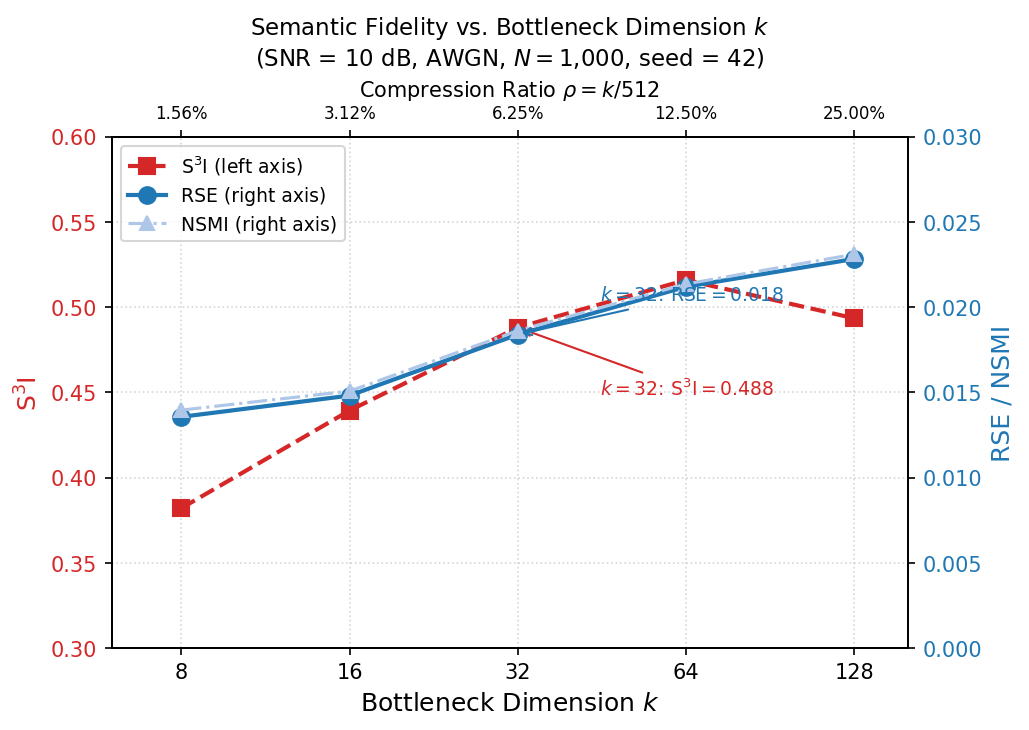 Semantic Fidelity vs. Bottleneck Dimension k
(SNR = 10 dB, AWGN, N = 1,000, seed = 42)
Compression Ratio ρ = k/512
1.56% 3.12% 6.25% 12.50% 25.00%
S³I (left axis)
RSE (right axis)
NSMI (right axis)
0.60
0.55
0.50
0.45
0.40
0.35
0.30
S³I
k = 32: RSE = 0.018
k = 32: S³I = 0.488
0.030
0.025
0.020
0.015
0.010
0.005
0.000
RSE / NSMI
8 16 32 64 128
Bottleneck Dimension k